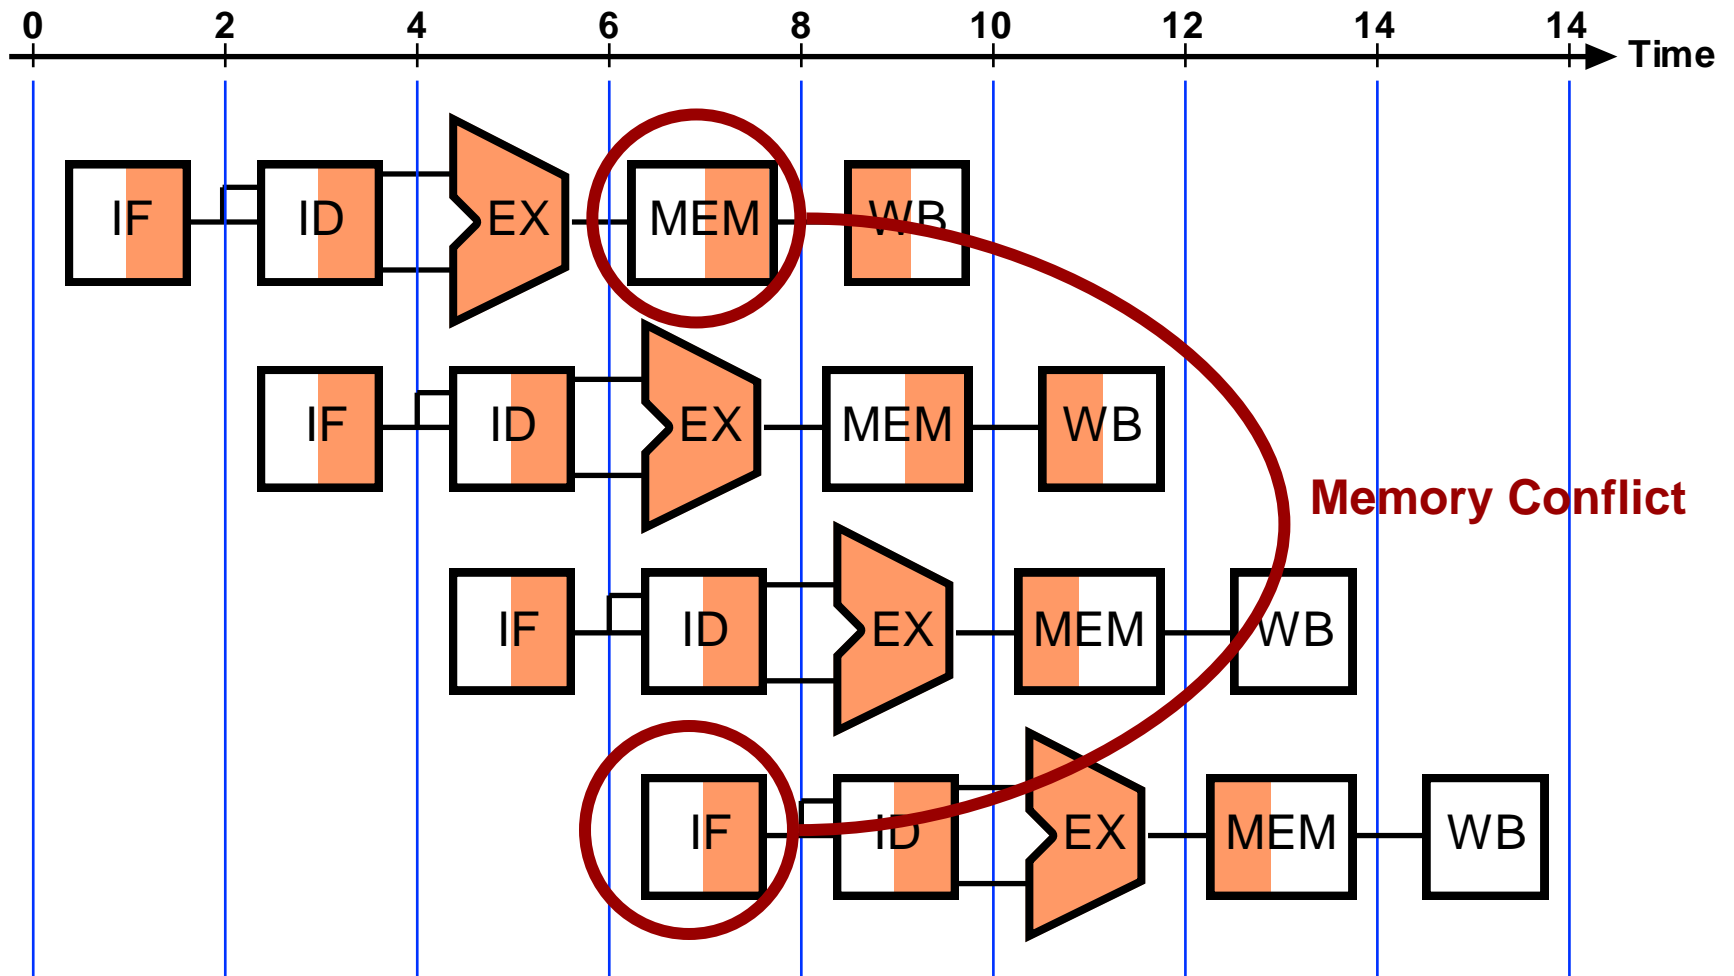 0 2 4 6 8 10 12 14 14
Time
IF ID EX MEM WB
IF ID EX MEM WB
Memory Conflict
IF ID EX MEM WB
IF ID EX MEM WB